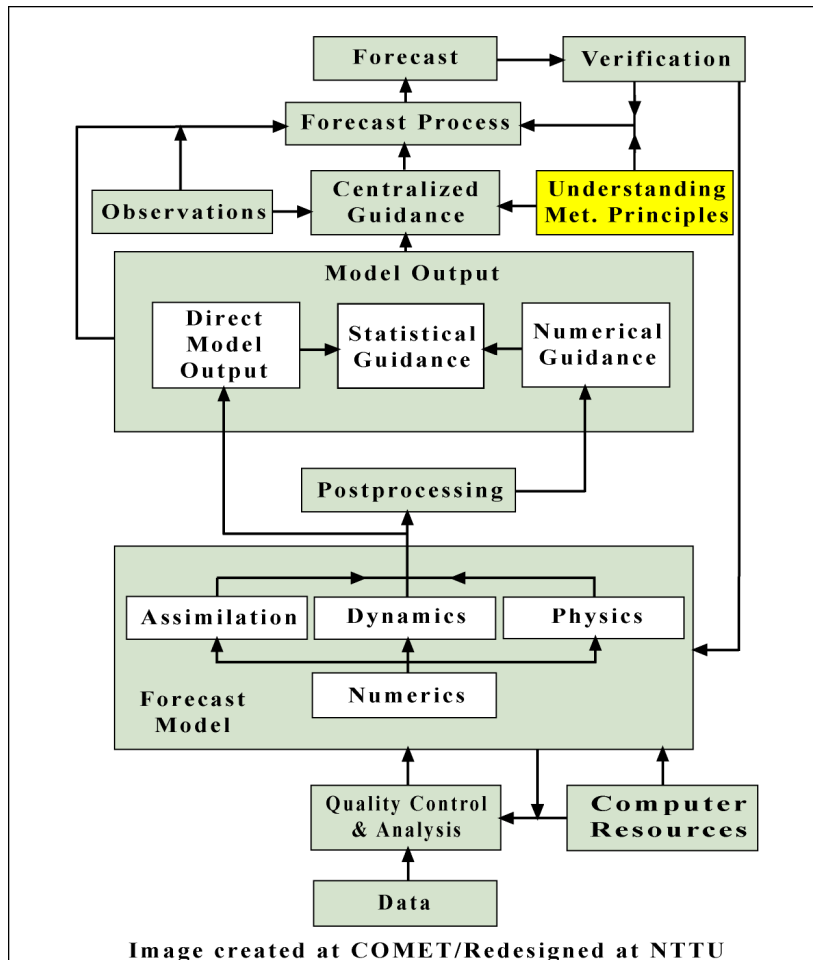 Forecast
Verification
Forecast Process
Centralized
Guidance
Understanding
Met. Principles
Observations
Model Output
Direct
Model
Output
Statistical
Guidance
Numerical
Guidance
Postprocessing
Assimilation
Dynamics
Physics
Numerics
Forecast
Model
Quality Control
& Analysis
Computer
Resources
Data
Image created at COMET/Redesigned at NTTU